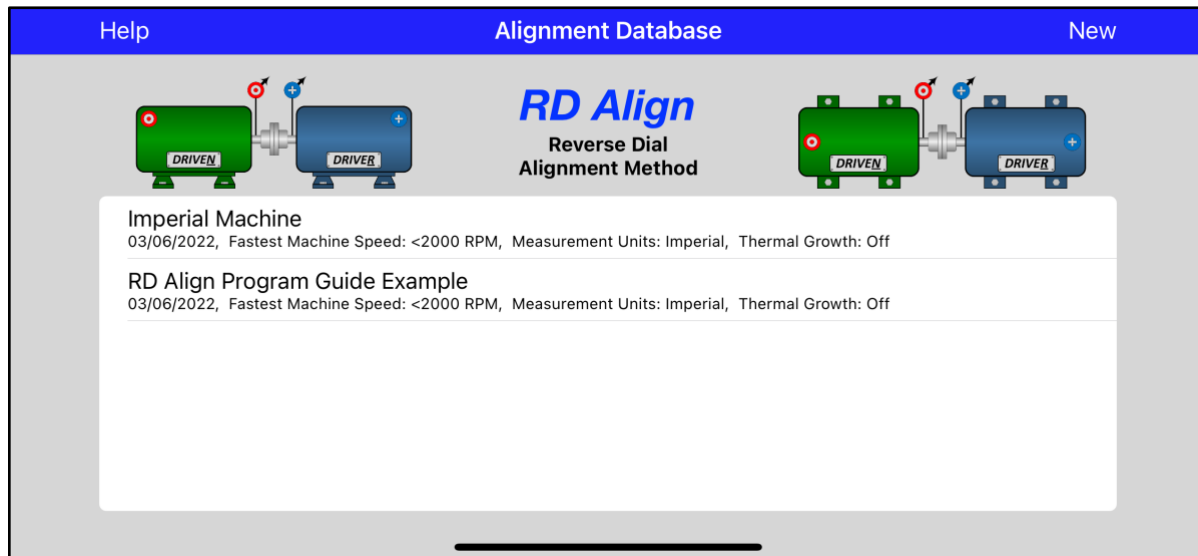 Help
Alignment Database
New
RD Align
Reverse Dial
Alignment Method
DRIVEN
DRIVER
DRIVEN
DRIVER
Imperial Machine
03/06/2022, Fastest Machine Speed: <2000 RPM, Measurement Units: Imperial, Thermal Growth: Off
RD Align Program Guide Example
03/06/2022, Fastest Machine Speed: <2000 RPM, Measurement Units: Imperial, Thermal Growth: Off